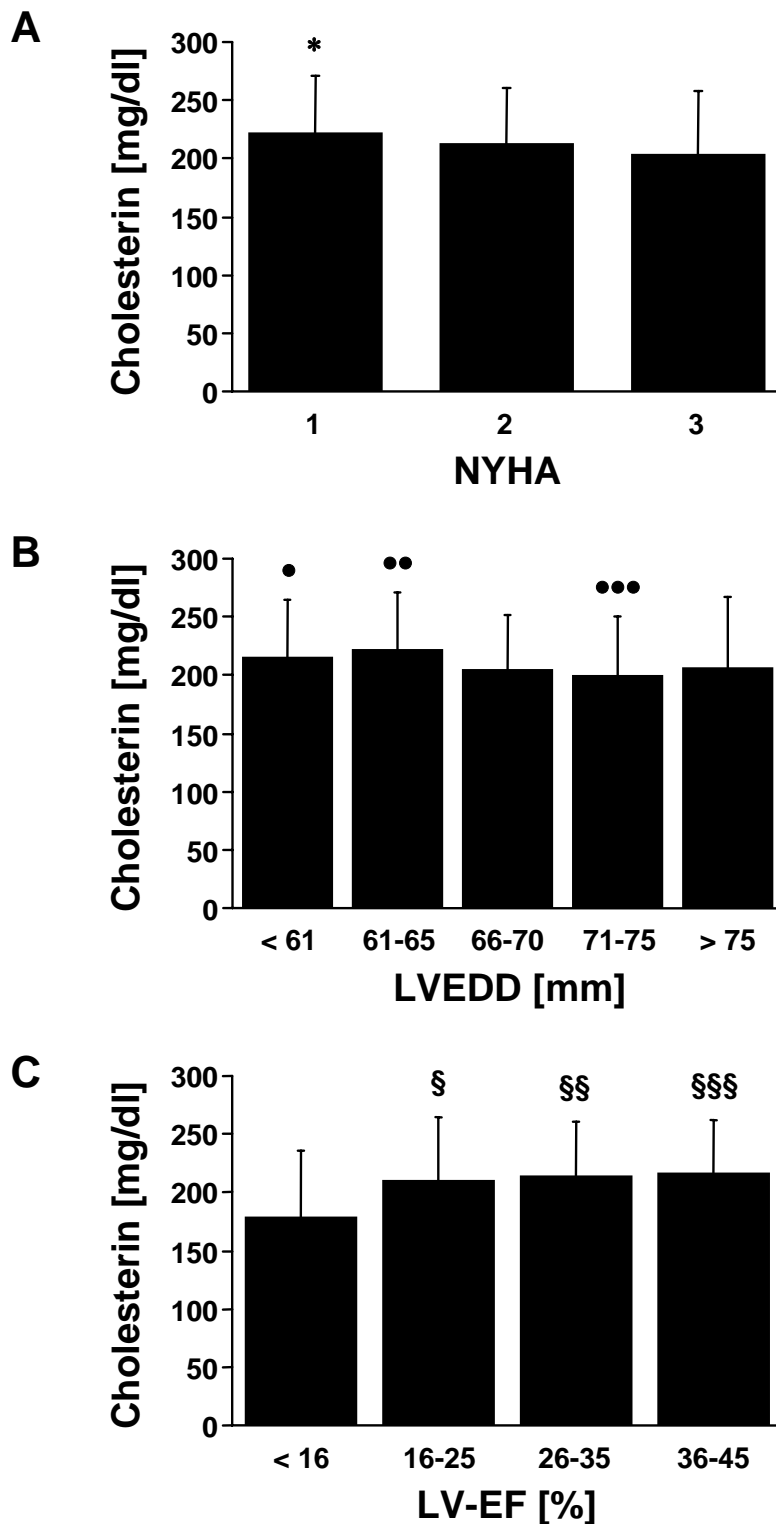 A
Cholesterin [mg/dl]
300
250
200
150
100
50
0
*
1 2 3
NYHA
B
Cholesterin [mg/dl]
300
250
200
150
100
50
0
● ●● ●●●
< 61 61-65 66-70 71-75 > 75
LVEDD [mm]
C
Cholesterin [mg/dl]
300
250
200
150
100
50
0
§ §§ §§§
< 16 16-25 26-35 36-45
LV-EF [%]